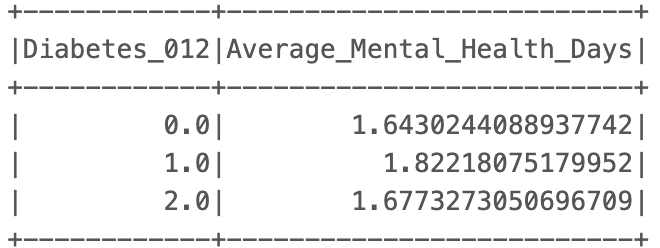 +------------+---------------------------+
|Diabetes_012|Average_Mental_Health_Days|
+------------+---------------------------+
|         0.0|        1.6430244088937742|
|         1.0|          1.82218075179952|
|         2.0|        1.6773273050696709|
+------------+---------------------------+